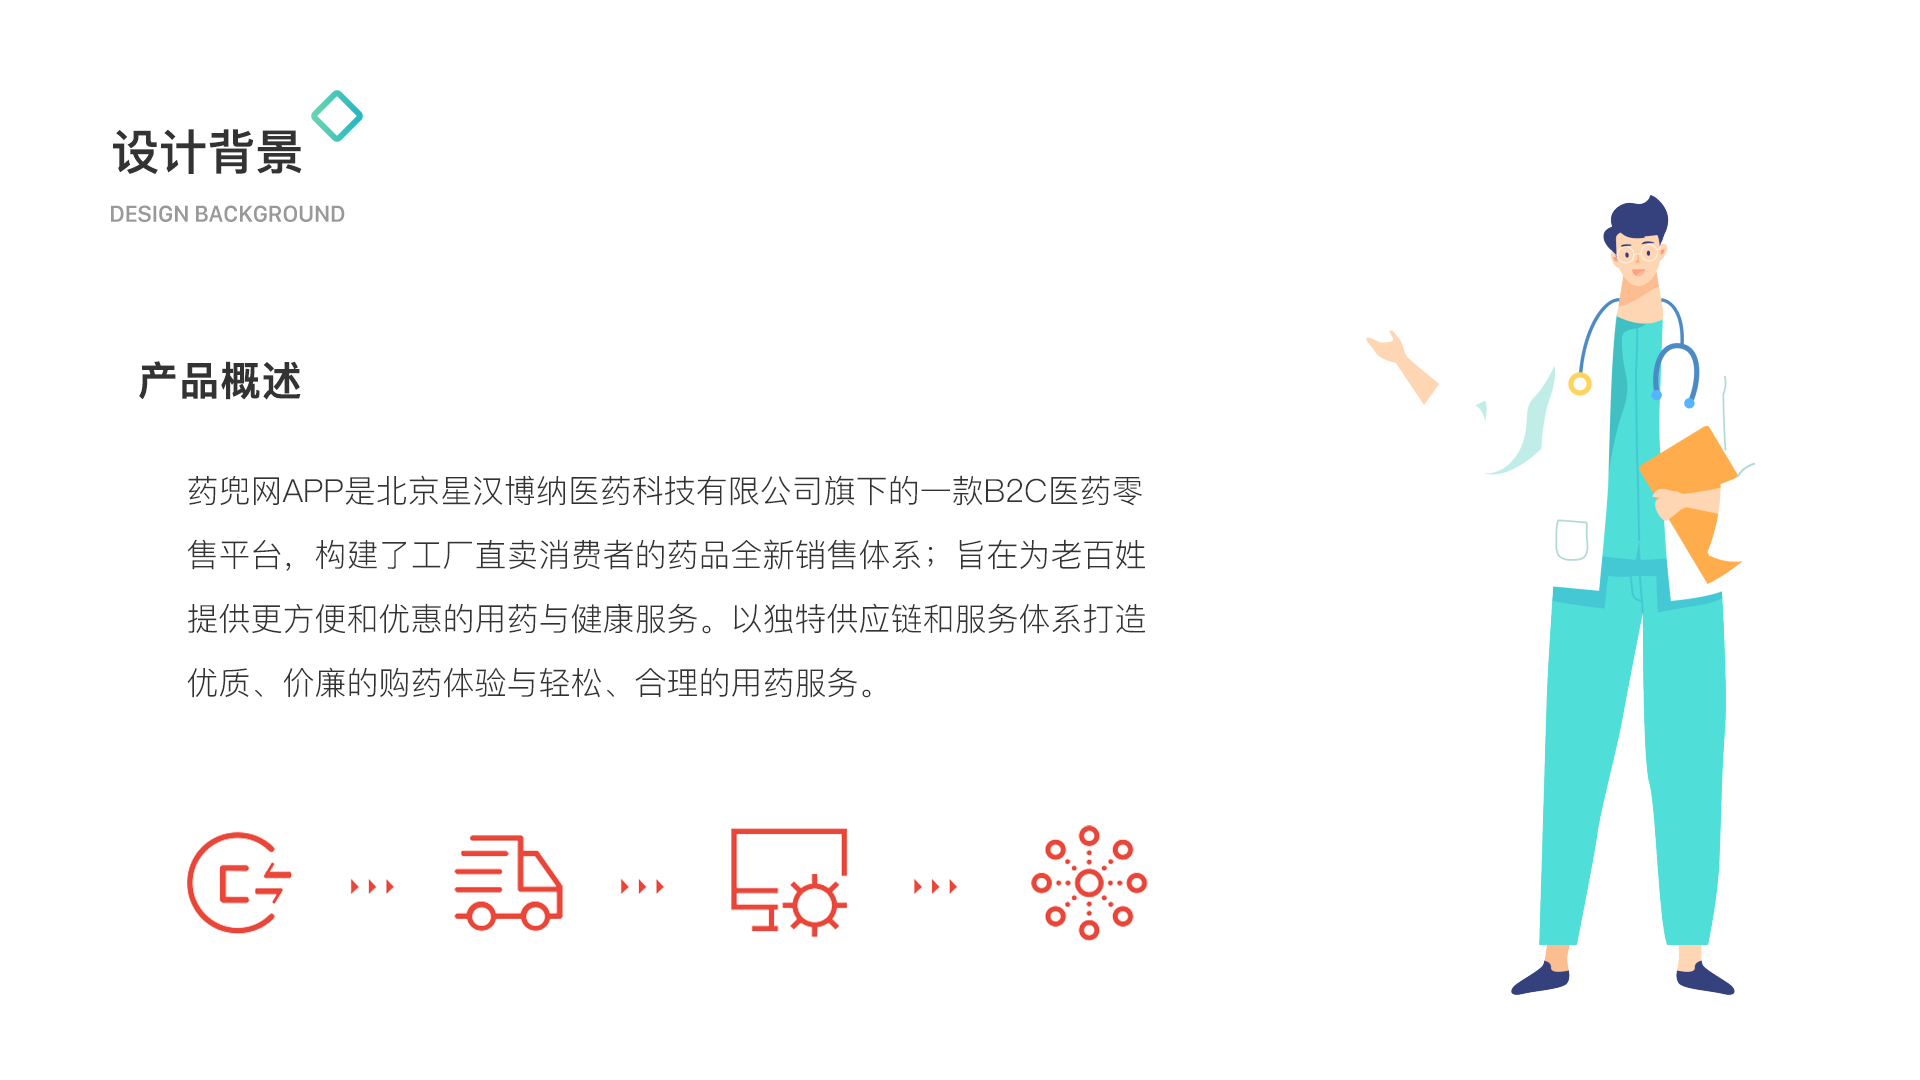 设计背景
DESIGN BACKGROUND
产品概述
药兜网APP是北京星汉博纳医药科技有限公司旗下的一款B2C医药零
售平台，构建了工厂直卖消费者的药品全新销售体系；旨在为老百姓
提供更方便和优惠的用药与健康服务。以独特供应链和服务体系打造
优质、价廉的购药体验与轻松、合理的用药服务。